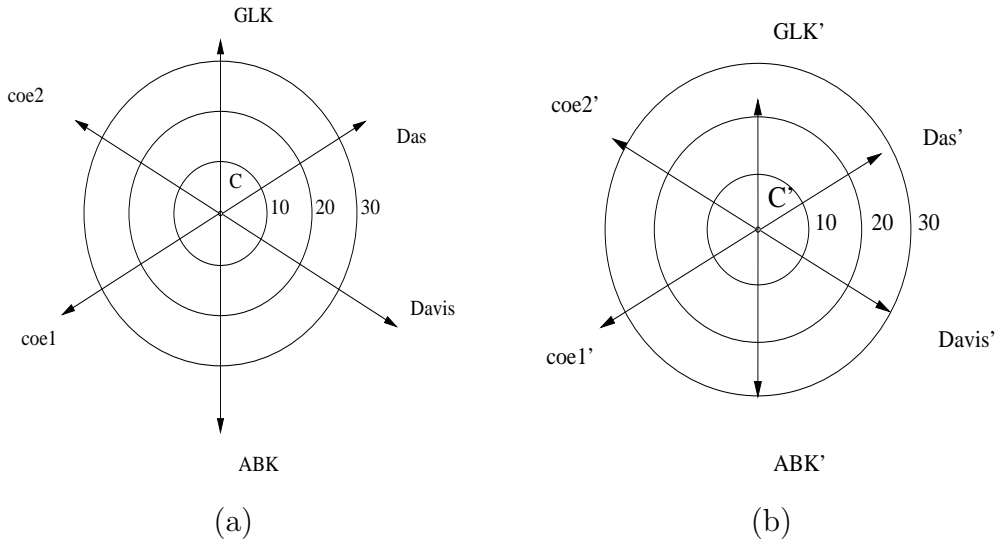 GLK
coe2
Das
C
10
20
30
coe1
Davis
ABK
(a)
GLK’
coe2’
Das’
C’
10
20
30
coe1’
Davis’
ABK’
(b)